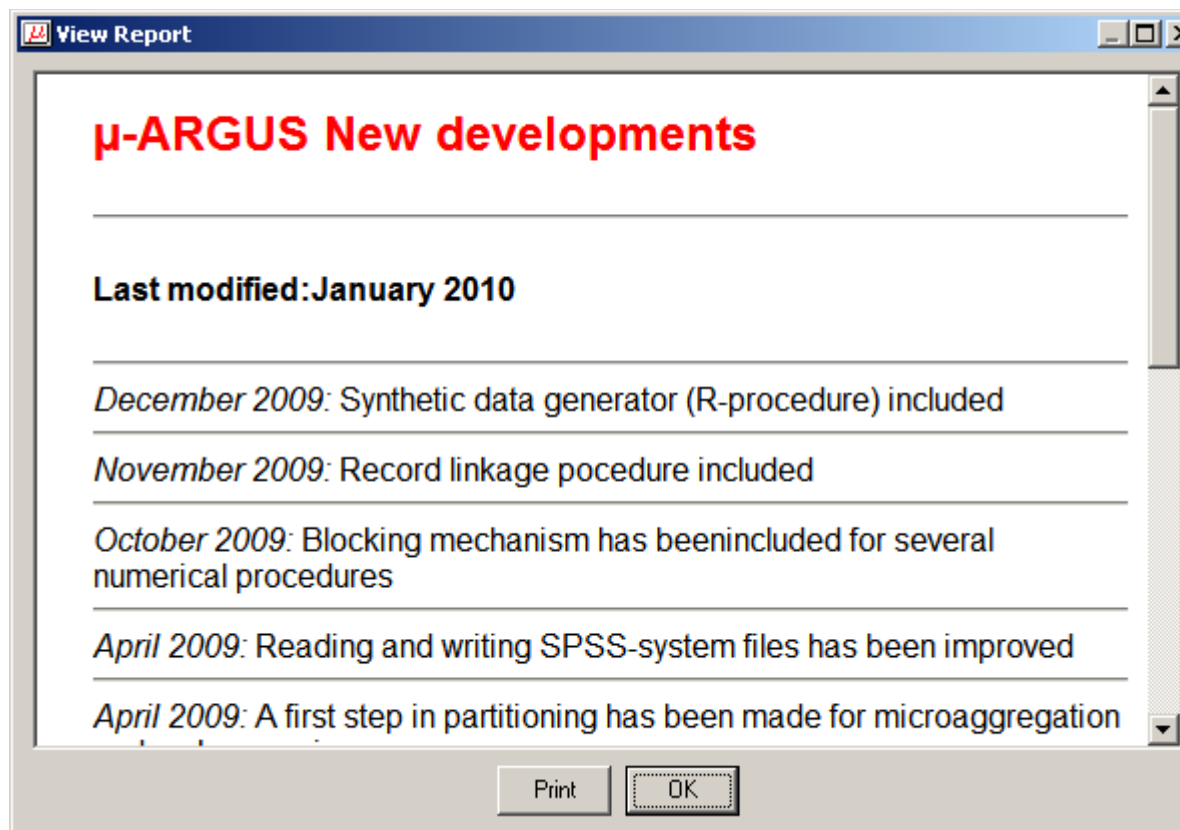 View Report
µ-ARGUS New developments
Last modified:January 2010
December 2009: Synthetic data generator (R-procedure) included
November 2009: Record linkage pocedure included
October 2009: Blocking mechanism has beenincluded for several
numerical procedures
April 2009: Reading and writing SPSS-system files has been improved
April 2009: A first step in partitioning has been made for microaggregation
Print
OK